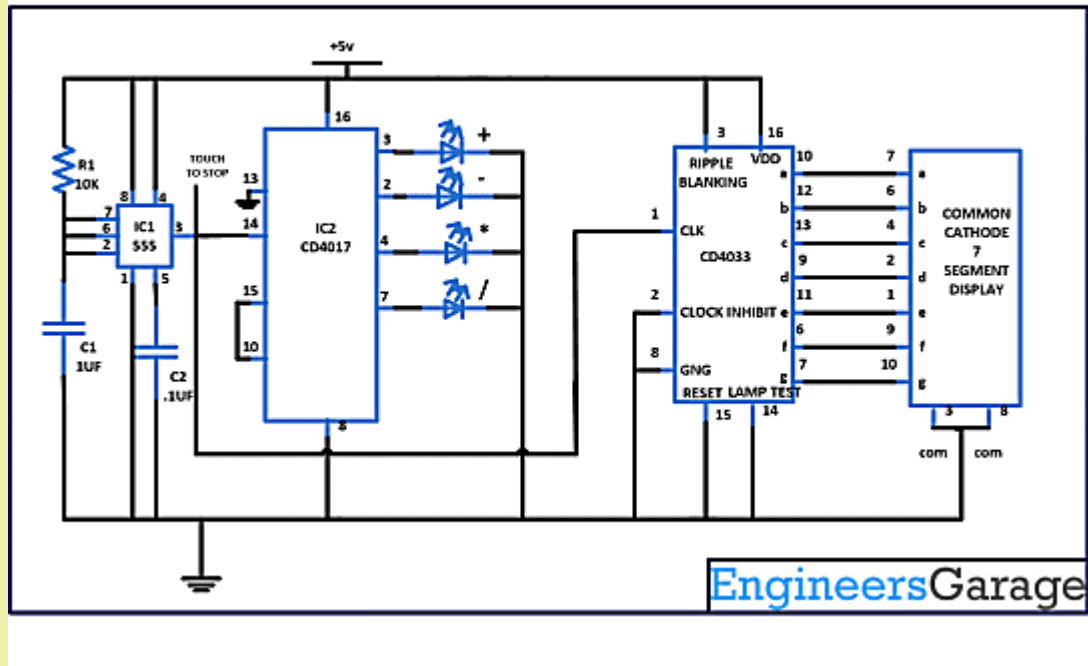 +5v
R1
10K
C1
1UF
8
4
7
6
2
IC1
555
3
1
5
C2
.1UF
TOUCH
TO STOP
16
13
14
15
10
IC2
CD4017
3
2
4
7
8
+
-
*
/
3
16
RIPPLE
BLANKING
VDD
1
CLK
CD4033
2
CLOCK INHIBIT
8
GNG
RESET
LAMP TEST
15
14
a
10
7
a
b
12
6
b
c
13
4
c
d
9
2
d
e
11
1
e
f
6
9
f
g
7
10
g
COMMON
CATHODE
7
SEGMENT
DISPLAY
3
8
com
com
EngineersGarage